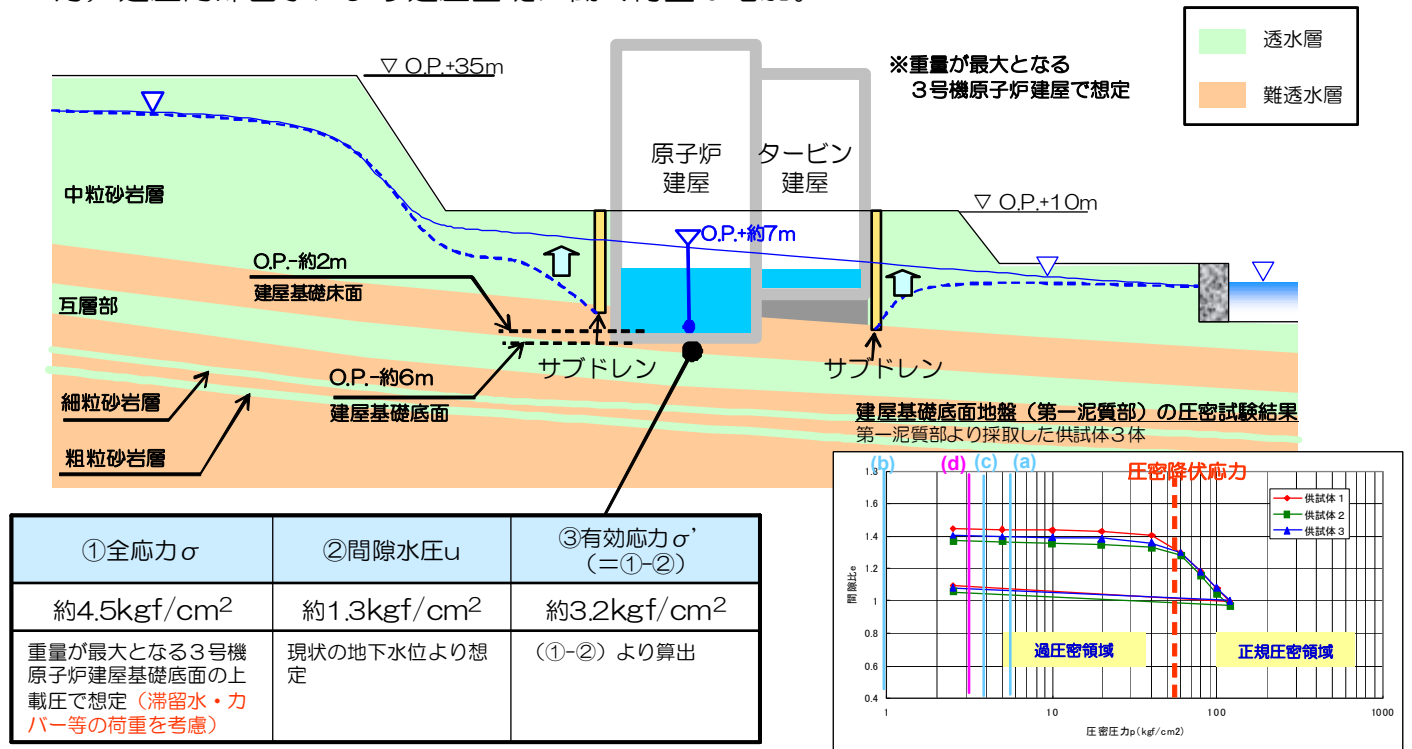 ▽ O.P.+35m
※重量が最大となる
３号機原子炉建屋で想定
透水層
難透水層
原子炉
建屋
タービン
建屋
中粒砂岩層
▽ O.P.+10m
O.P.+約7m
O.P.-約2m
建屋基礎床面
互層部
サブドレン
サブドレン
O.P.-約6m
建屋基礎底面
細粒砂岩層
粗粒砂岩層
建屋基礎底面地盤（第一泥質部）の圧密試験結果
第一泥質部より採取した供試体３体
(b)
(d)
(c)
(a)
圧密降伏応力
1.8
1.6
1.4
1.2
1
0.8
0.6
0.4
間隙比e
供試体１
供試体２
供試体３
過圧密領域
正規圧密領域
1
10
100
1000
圧密圧力p(kgf/cm2)
①全応力σ
②間隙水圧u
③有効応力σ’
（＝①-②）
約4.5kgf/cm2
約1.3kgf/cm2
約3.2kgf/cm2
重量が最大となる３号機
原子炉建屋基礎底面の上
載圧で想定（滞留水・カ
バー等の荷重を考慮）
現状の地下水位より想
定
（①-②）より算出